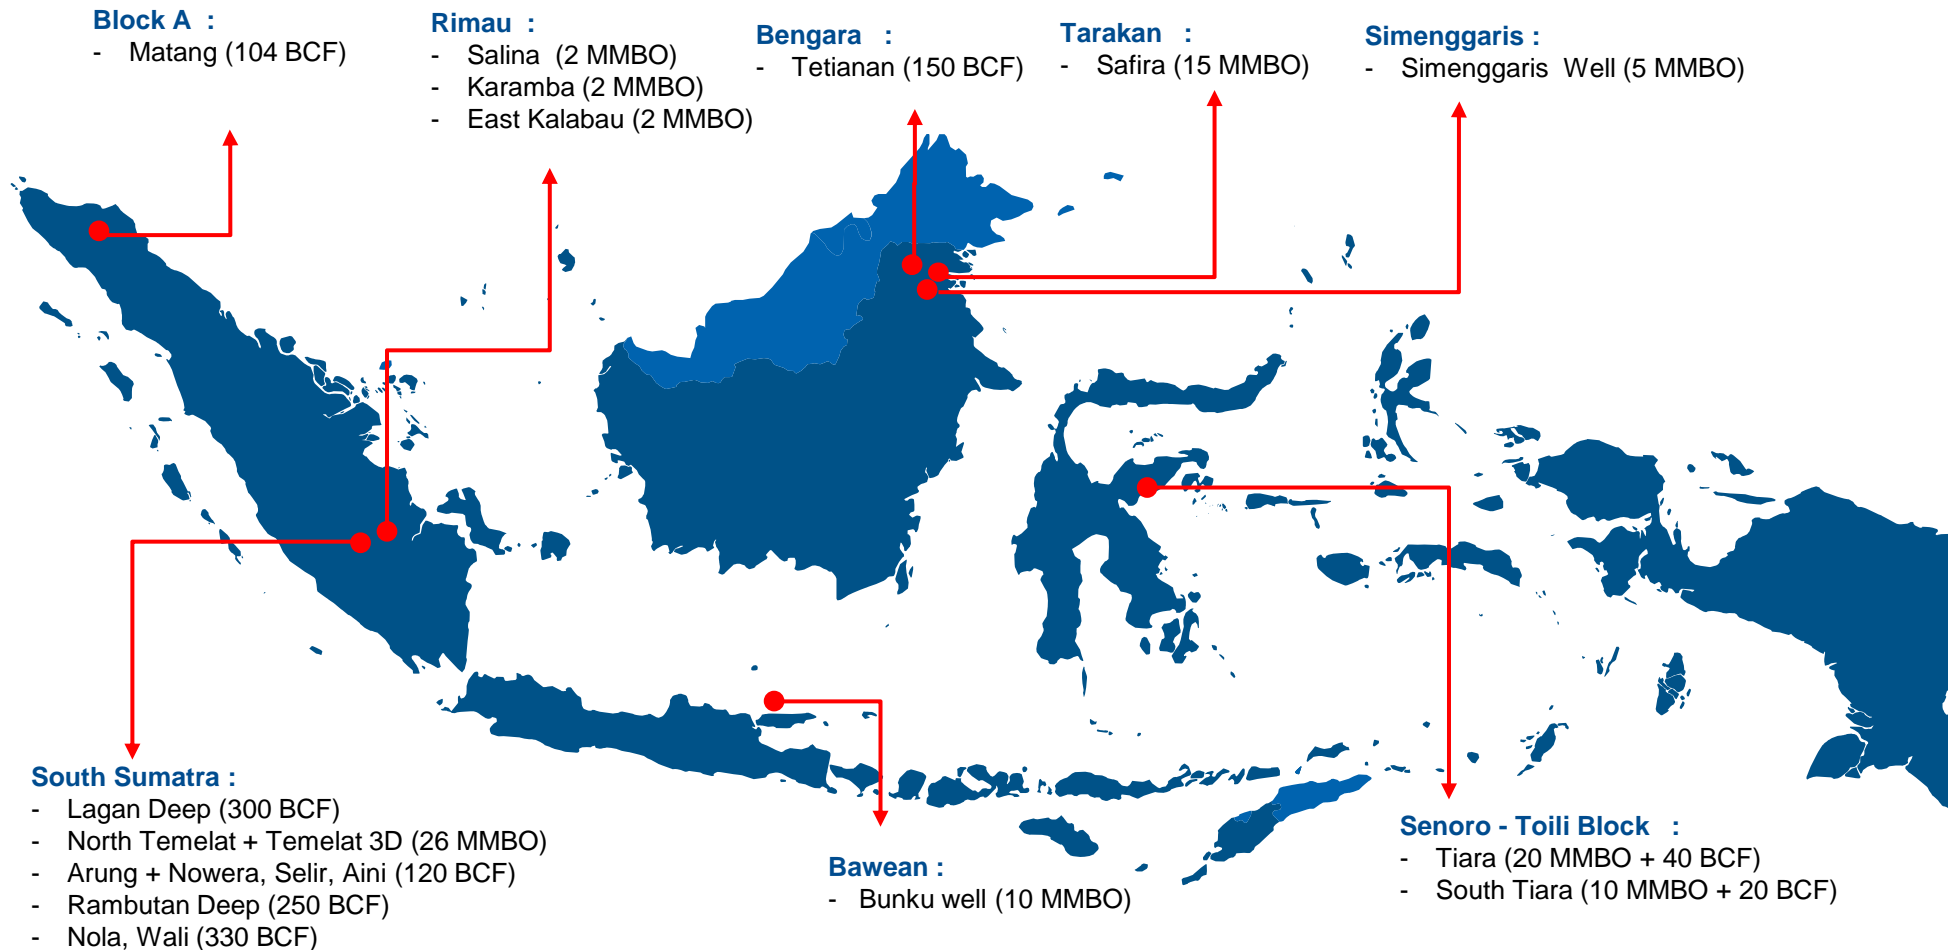 Block A :
- Matang (104 BCF)
Rimau :
- Salina (2 MMBO)
- Karamba (2 MMBO)
- East Kalabau (2 MMBO)
Bengara :
- Tetianan (150 BCF)
Tarakan :
- Safira (15 MMBO)
Simenggaris :
- Simenggaris Well (5 MMBO)
South Sumatra :
- Lagan Deep (300 BCF)
- North Temelat + Temelat 3D (26 MMBO)
- Arung + Nowera, Selir, Aini (120 BCF)
- Rambutan Deep (250 BCF)
- Nola, Wali (330 BCF)
Bawean :
- Bunku well (10 MMBO)
Senoro - Toili Block :
- Tiara (20 MMBO + 40 BCF)
- South Tiara (10 MMBO + 20 BCF)